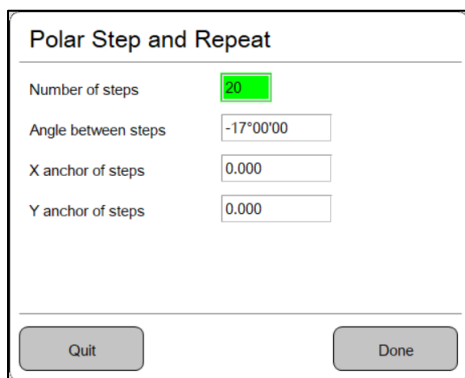 Polar Step and Repeat
Number of steps 20
Angle between steps -17°00'00
X anchor of steps 0.000
Y anchor of steps 0.000
Quit Done